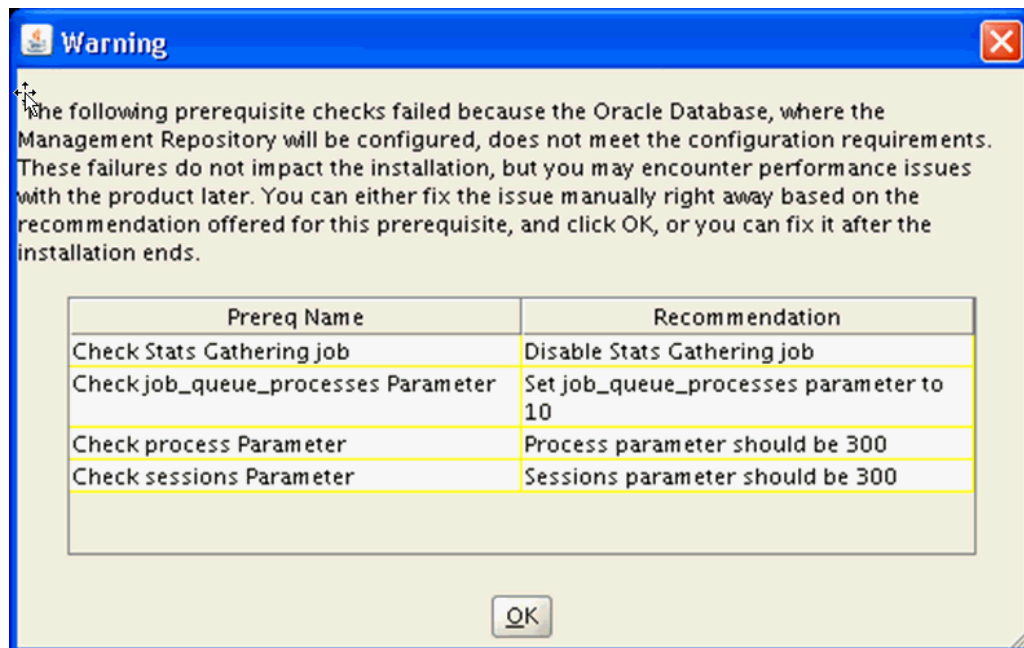 Warning
The following prerequisite checks failed because the Oracle Database, where the
Management Repository will be configured, does not meet the configuration requirements.
These failures do not impact the installation, but you may encounter performance issues
with the product later. You can either fix the issue manually right away based on the
recommendation offered for this prerequisite, and click OK, or you can fix it after the
installation ends.
Prereq Name Recommendation
Check Stats Gathering job Disable Stats Gathering job
Check job_queue_processes Parameter Set job_queue_processes parameter to
10
Check process Parameter Process parameter should be 300
Check sessions Parameter Sessions parameter should be 300
OK